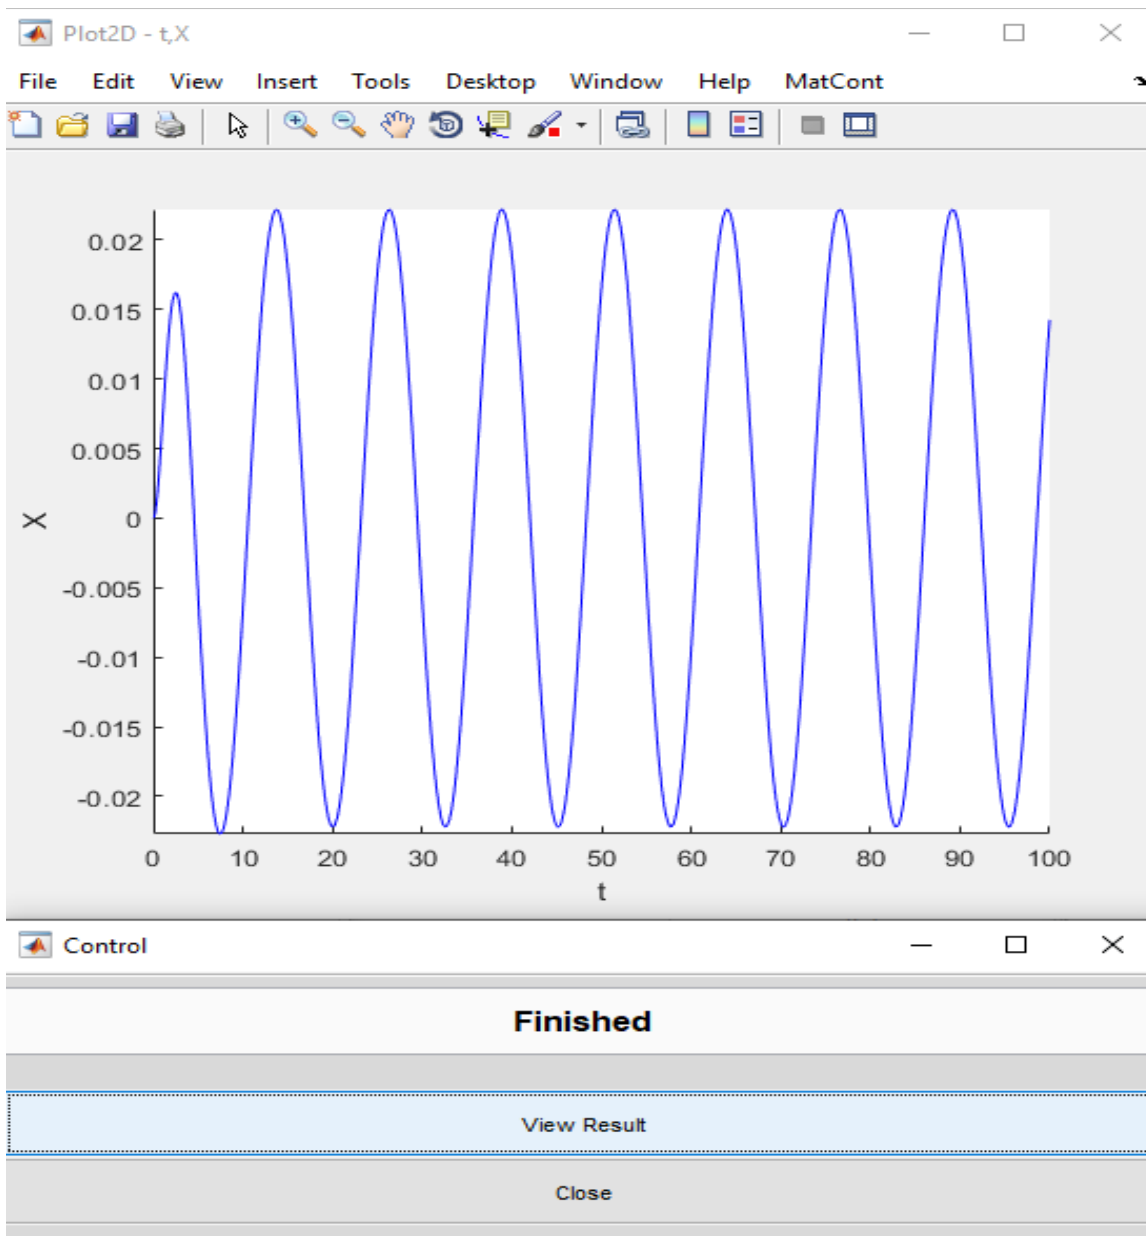 Plot2D - t,X
File Edit View Insert Tools Desktop Window Help MatCont
0.02
0.015
0.01
0.005
0
-0.005
-0.01
-0.015
-0.02
X
0 10 20 30 40 50 60 70 80 90 100
t
Control
Finished
View Result
Close